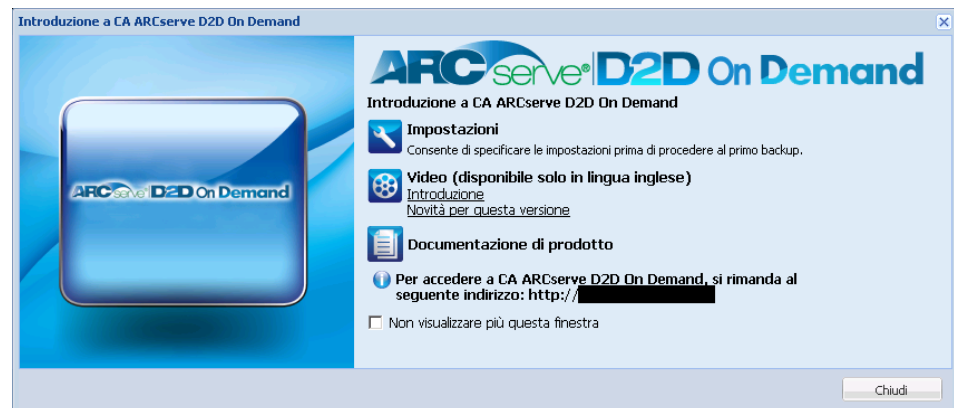 Introduzione a CA ARCserve D2D On Demand
ARCserve® D2D On Demand
ARCserve® D2D On Demand
Introduzione a CA ARCserve D2D On Demand
Impostazioni
Consente di specificare le impostazioni prima di procedere al primo backup.
Video (disponibile solo in lingua inglese)
Introduzione
Novità per questa versione
Documentazione di prodotto
Per accedere a CA ARCserve D2D On Demand, si rimanda al
seguente indirizzo: http://
Non visualizzare più questa finestra
Chiudi